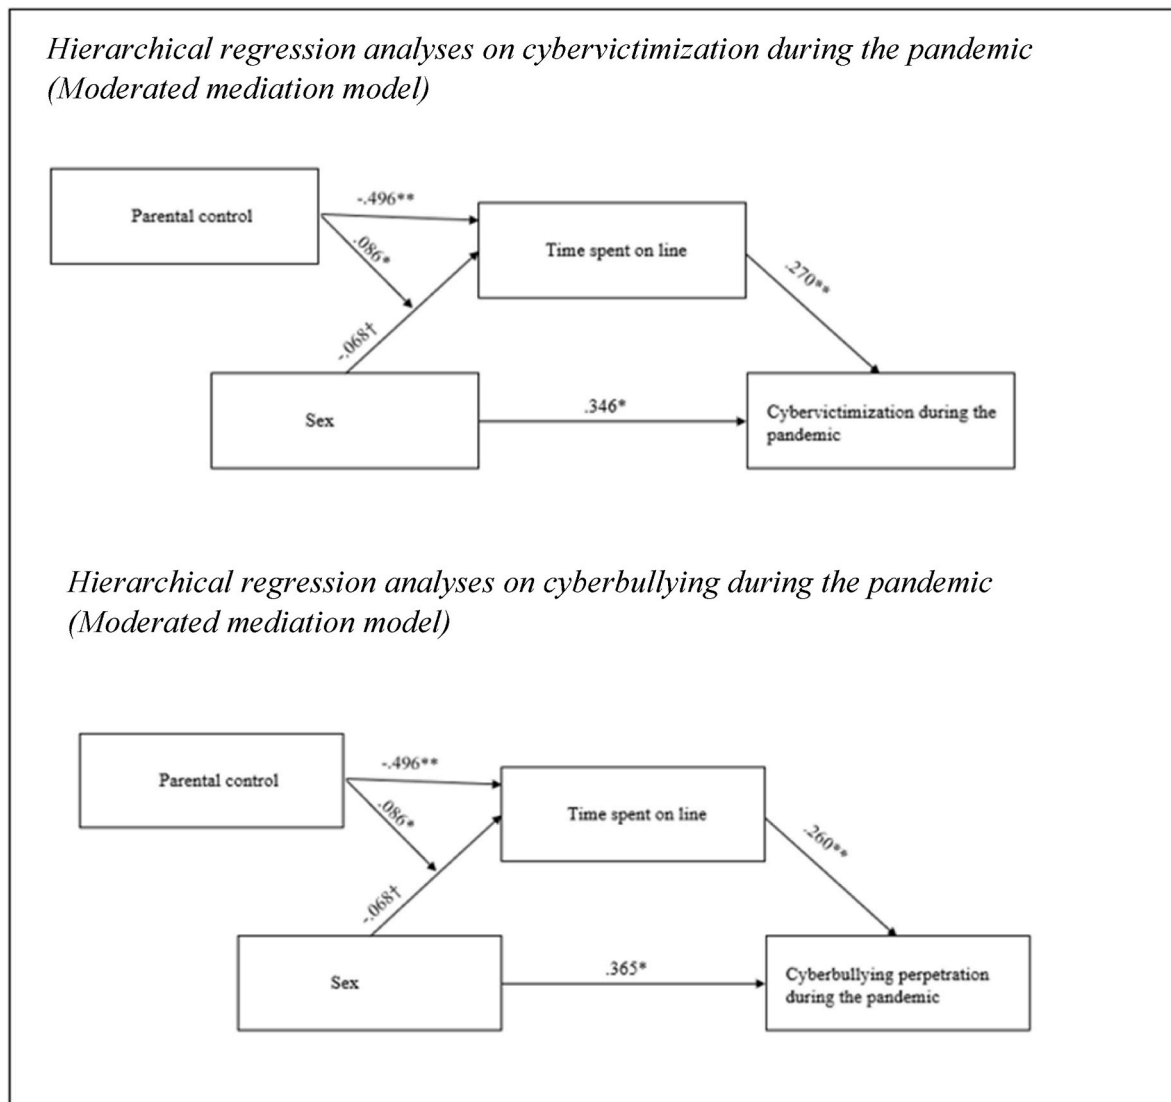 Hierarchical regression analyses on cybervictimization during the pandemic
(Moderated mediation model)
Parental control
-.496**
.086*
Time spent on line
.270**
-.068†
Sex
.346*
Cybervictimization during the
pandemic
Hierarchical regression analyses on cyberbullying during the pandemic
(Moderated mediation model)
Parental control
-.496**
.086*
Time spent on line
.260**
-.068†
Sex
.365*
Cyberbullying perpetration
during the pandemic